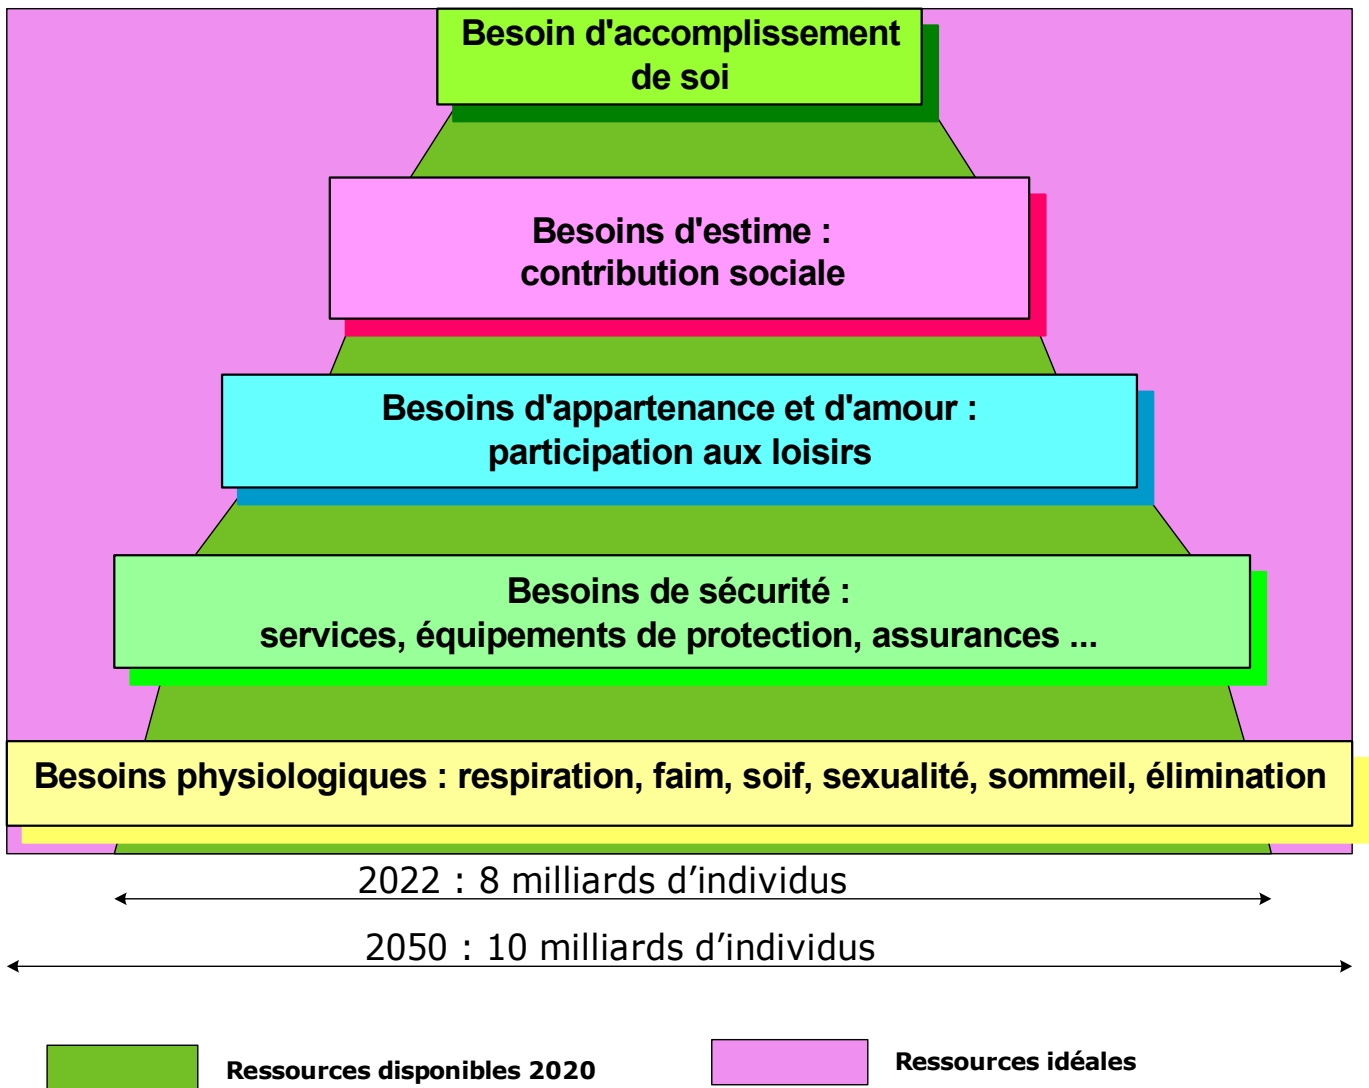 Besoin d'accomplissement
de soi
Besoins d'estime :
contribution sociale
Besoins d'appartenance et d'amour :
participation aux loisirs
Besoins de sécurité :
services, équipements de protection, assurances ...
Besoins physiologiques : respiration, faim, soif, sexualité, sommeil, élimination
2022 : 8 milliards d’individus
2050 : 10 milliards d’individus
Ressources disponibles 2020
Ressources idéales